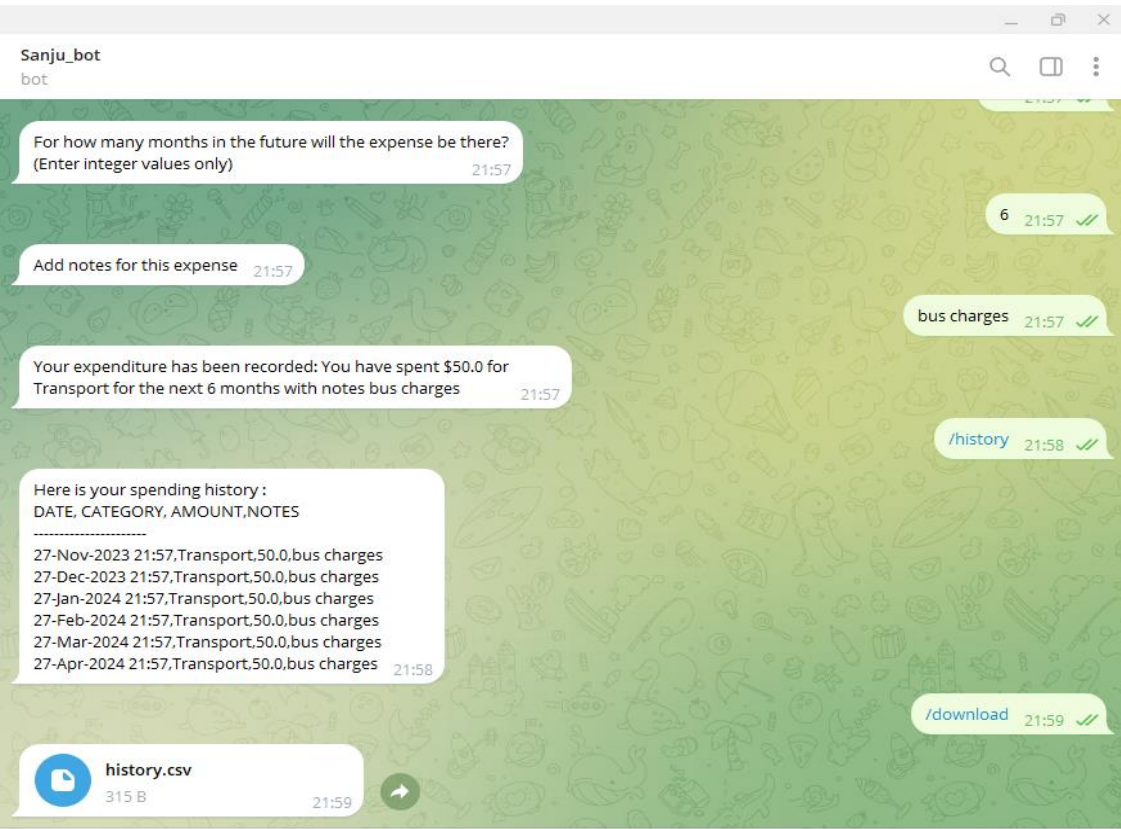 Sanju_bot
bot
For how many months in the future will the expense be there?
(Enter integer values only)
21:57
6 21:57
Add notes for this expense 21:57
bus charges 21:57
Your expenditure has been recorded: You have spent $50.0 for
Transport for the next 6 months with notes bus charges 21:57
/history 21:58
Here is your spending history :
DATE, CATEGORY, AMOUNT,NOTES
----------------------
27-Nov-2023 21:57,Transport,50.0,bus charges
27-Dec-2023 21:57,Transport,50.0,bus charges
27-Jan-2024 21:57,Transport,50.0,bus charges
27-Feb-2024 21:57,Transport,50.0,bus charges
27-Mar-2024 21:57,Transport,50.0,bus charges
27-Apr-2024 21:57,Transport,50.0,bus charges 21:58
/download 21:59
history.csv
315 B 21:59